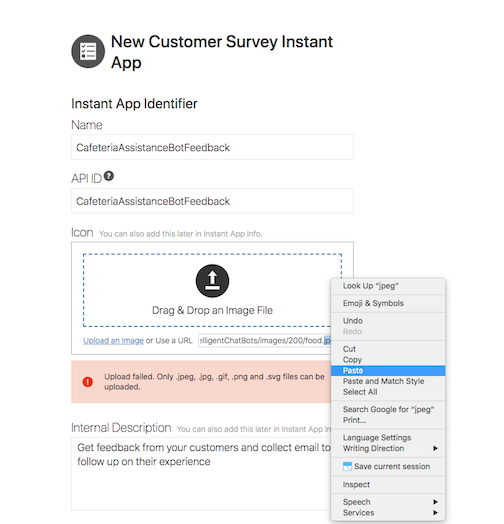 New Customer Survey Instant
App
Instant App Identifier
Name
CafeteriaAssistanceBotFeedback
API ID ?
CafeteriaAssistanceBotFeedback
Icon You can also add this later in Instant App Info.
Drag & Drop an Image File
Upload an Image or Use a URL
elligentChatBots/images/200/food.jp
Upload failed. Only .jpeg, .jpg, .gif, .png and .svg files can be
uploaded.
Internal Description You can also add this later in Instant App In
Get feedback from your customers and collect email to
follow up on their experience
Look Up “jpeg”
Emoji & Symbols
Undo
Redo
Cut
Copy
Paste
Paste and Match Style
Select All
Search Google for “jpeg”
Print...
Language Settings
Writing Direction
Save current session
Inspect
Speech
Services